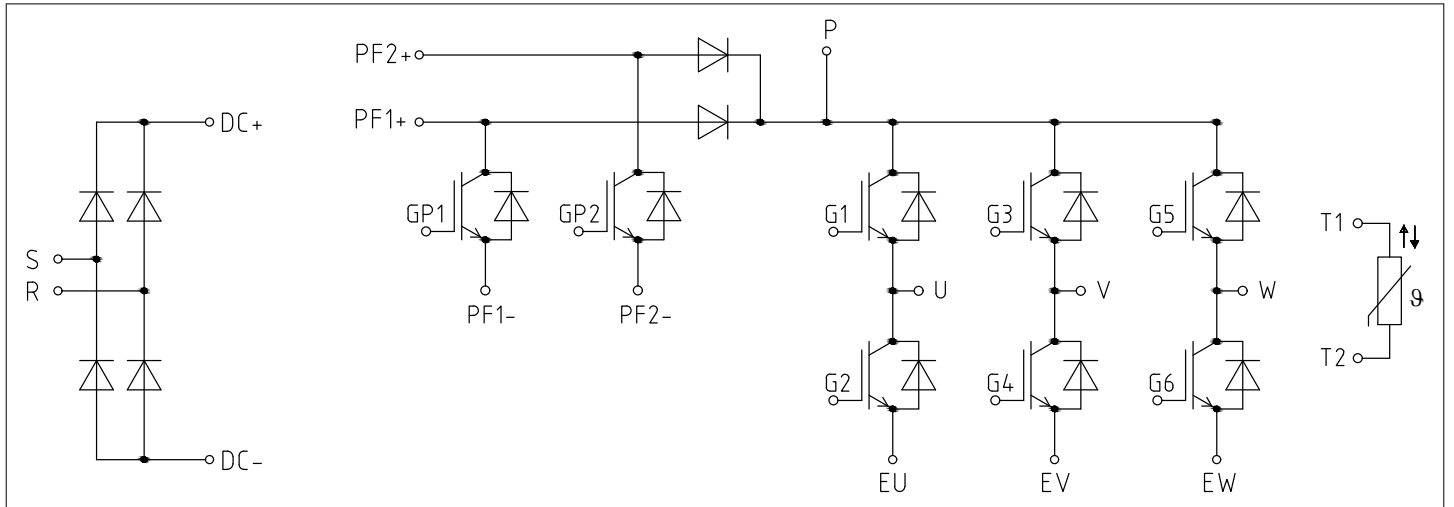 P
PF2+
PF1+
DC+
GP1
GP2
G1
G3
G5
T1
S
R
U
V
W
ϑ
PF1-
PF2-
T2
G2
G4
G6
DC-
EU
EV
EW